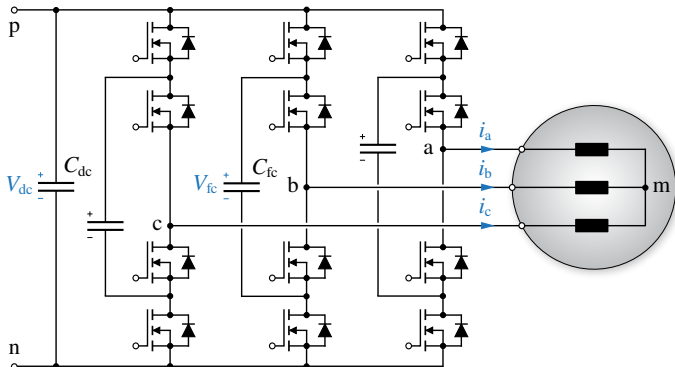 p
+
V_dc
-
C_dc
+
-
c
+
V_fc
-
C_fc
b
+
-
a
i_a
i_b
i_c
m
n